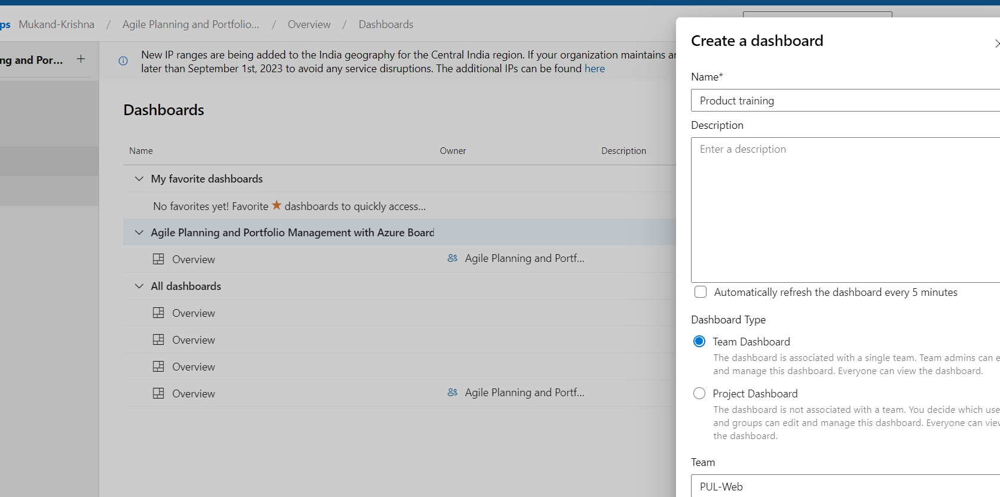 ps Mukand-Krishna / Agile Planning and Portfolio... / Overview / Dashboards
ng and Por... +
New IP ranges are being added to the India geography for the Central India region. If your organization maintains
later than September 1st, 2023 to avoid any service disruptions. The additional IPs can be found here
Dashboards
Name Owner Description
My favorite dashboards
No favorites yet! Favorite ★ dashboards to quickly access...
Agile Planning and Portfolio Management with Azure Board
Overview Agile Planning and Portf...
All dashboards
Overview
Overview
Overview
Overview Agile Planning and Portf...
Create a dashboard
Name*
Product training
Description
Enter a description
Automatically refresh the dashboard every 5 minutes
Dashboard Type
Team Dashboard
The dashboard is associated with a single team. Team admins can
and manage this dashboard. Everyone can view the dashboard.
Project Dashboard
The dashboard is not associated with a team. You decide which use
and groups can edit and manage this dashboard. Everyone can view
the dashboard.
Team
PUL-Web